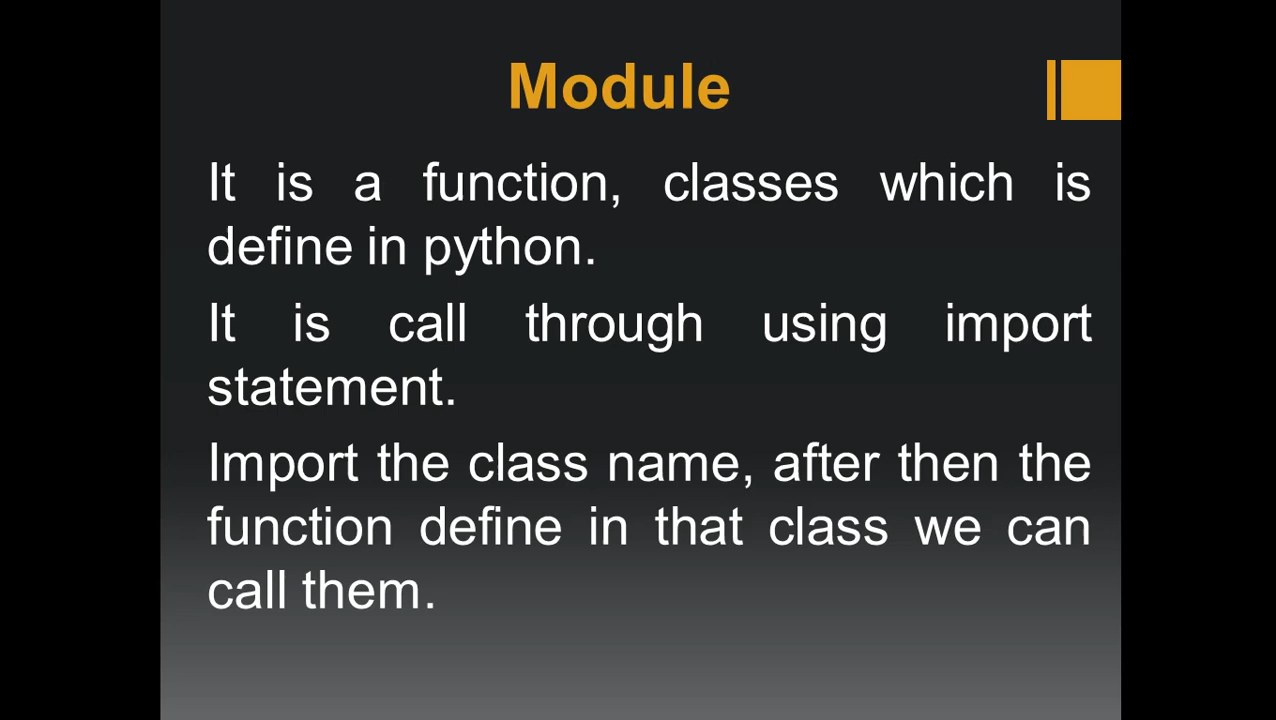 Module
It is a function, classes which is
define in python.
It is call through using import
statement.
Import the class name, after then the
function define in that class we can
call them.